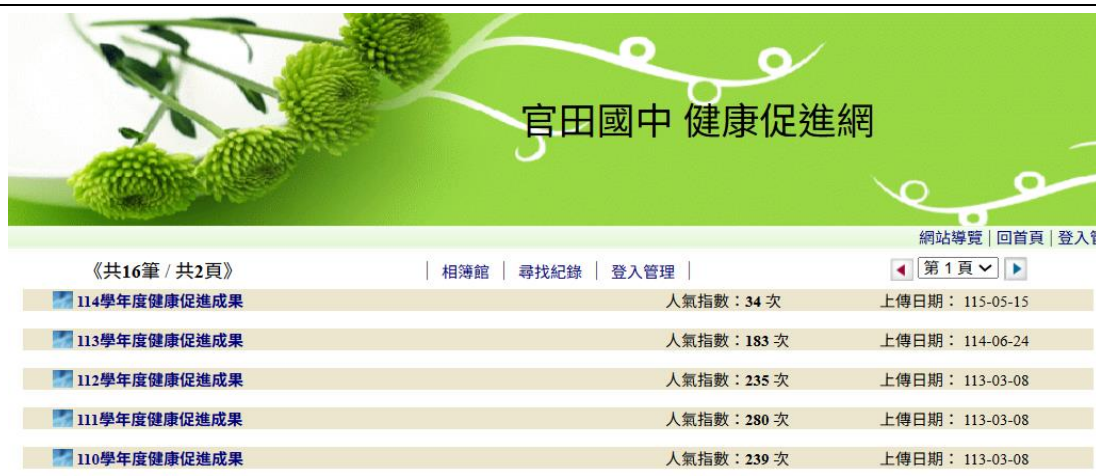 官田國中 健康促進網
網站導覽 | 回首頁 | 登入
《共16筆 / 共2頁》 | 相簿館 | 尋找紀錄 | 登入管理 | 第 1 頁
114學年度健康促進成果 人氣指數：34 次 上傳日期： 115-05-15
113學年度健康促進成果 人氣指數：183 次 上傳日期： 114-06-24
112學年度健康促進成果 人氣指數：235 次 上傳日期： 113-03-08
111學年度健康促進成果 人氣指數：280 次 上傳日期： 113-03-08
110學年度健康促進成果 人氣指數：239 次 上傳日期： 113-03-08